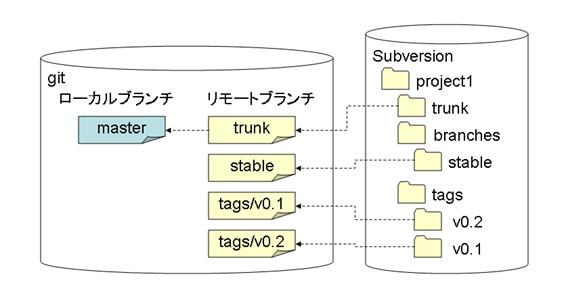 git
ローカルブランチ
リモートブランチ
master
trunk
stable
tags/v0.1
tags/v0.2
Subversion
project1
trunk
branches
stable
tags
v0.2
v0.1